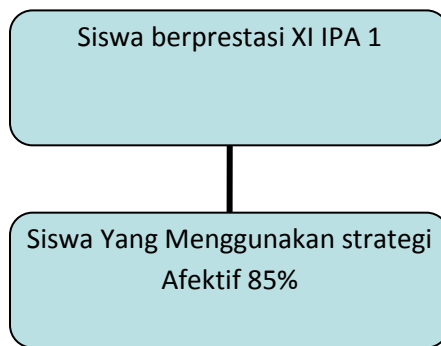 Siswa berprestasi XI IPA 1
Siswa Yang Menggunakan strategi
Afektif 85%